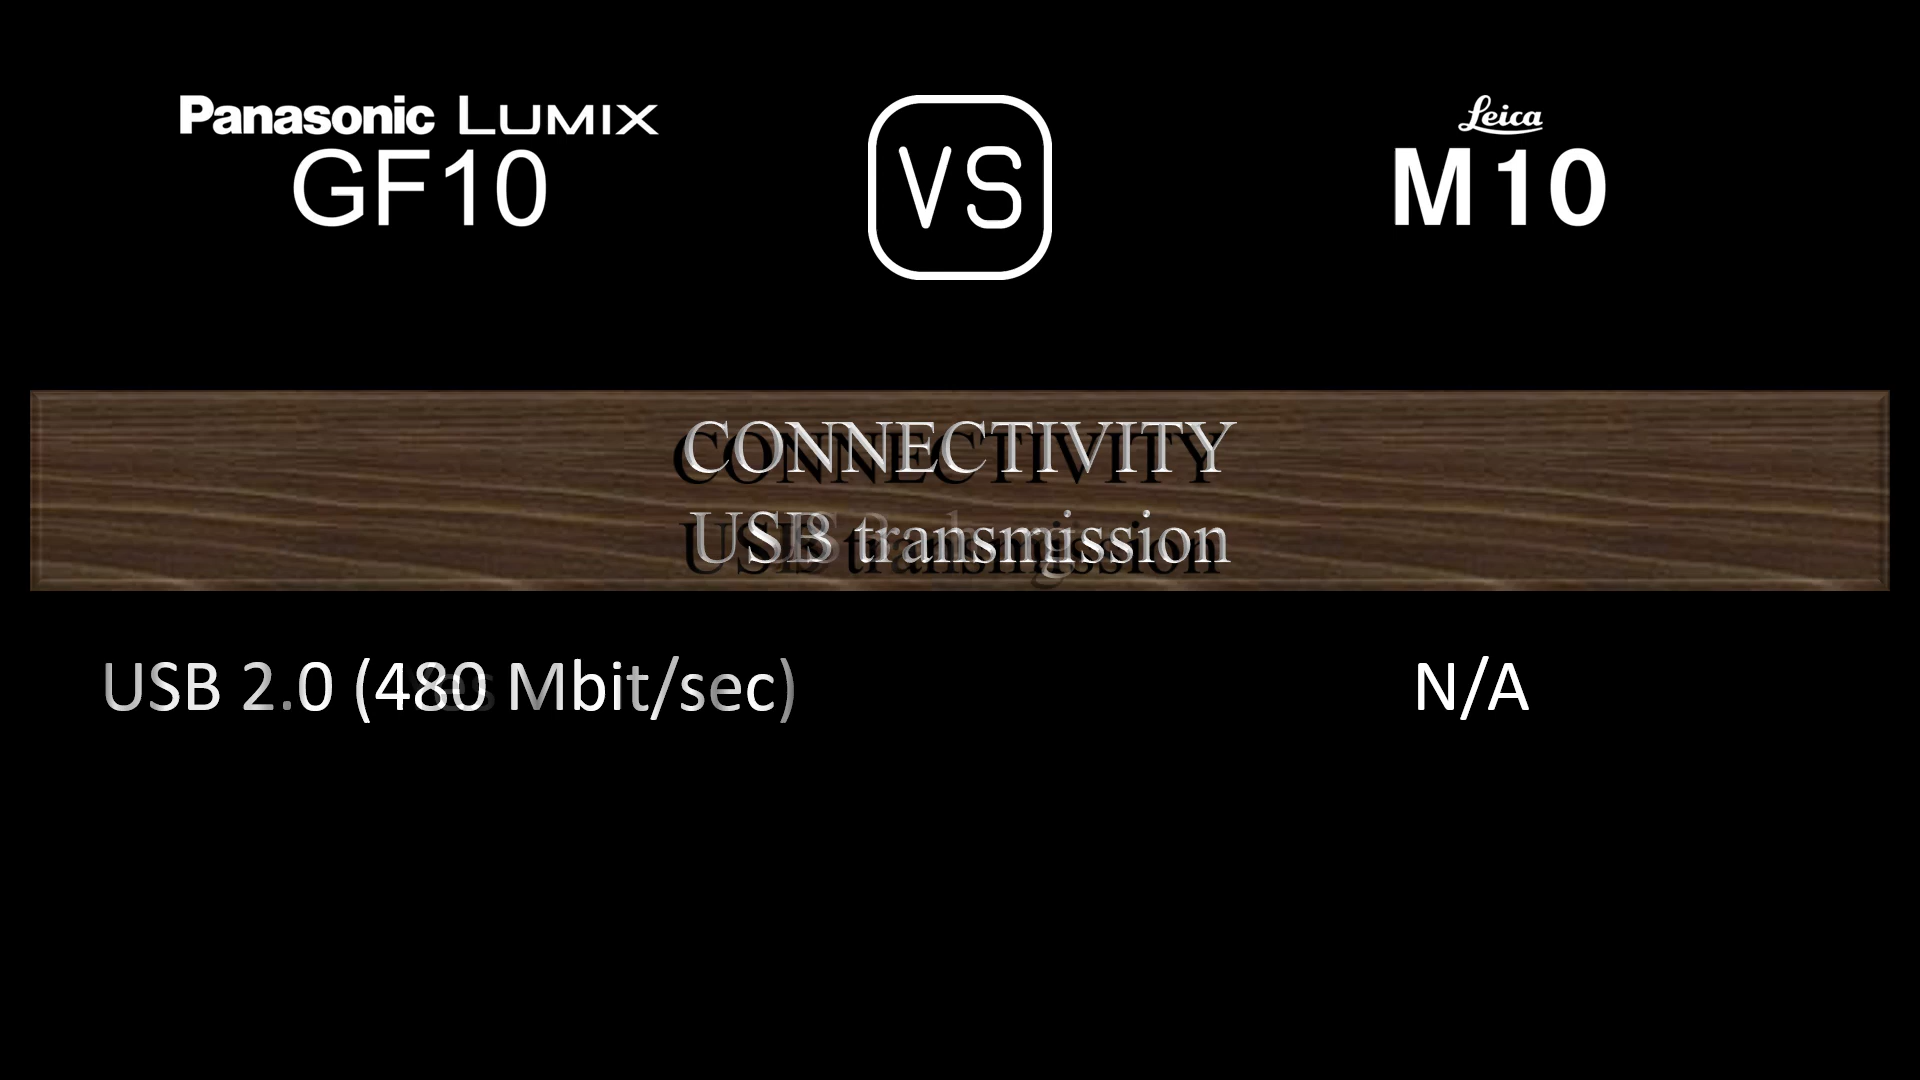 Panasonic LUMIX
GF10
VS
Leica
M10
CONNECTIVITY
USB transmission
USB 2.0 (480 Mbit/sec)
N/A